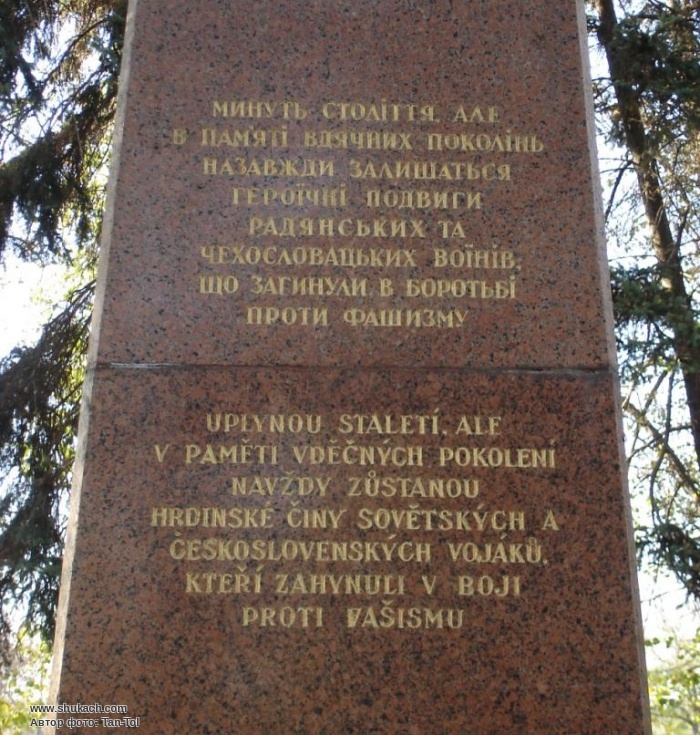 МИНУТЬ СТОЛІТТЯ, АЛЕ
В ПАМ'ЯТІ ВДЯЧНИХ ПОКОЛІНЬ
НАЗАВЖДИ ЗАЛИШАТЬСЯ
ГЕРОЇЧНІ ПОДВИГИ
РАДЯНСЬКИХ ТА
ЧЕХОСЛОВАЦЬКИХ ВОЇНІВ,
ЩО ЗАГИНУЛИ В БОРОТЬБІ
ПРОТИ ФАШИЗМУ
UPLYNOU STALETÍ, ALE
V PAMĚTI VDĚČNÝCH POKOLENÍ
NAVŽDY ZŮSTANOU
HRDINSKÉ ČINY SOVĚTSKÝCH A
ČESKOSLOVENSKÝCH VOJÁKŮ,
KTEŘÍ ZAHYNULI V BOJI
PROTI FAŠISMU
www.shukach.com
Автор фото: Tan-Tol